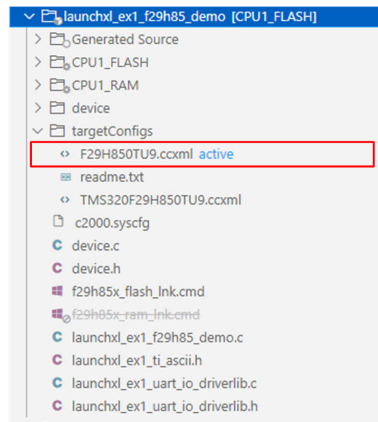 launchxl_ex1_f29h85_demo [CPU1_FLASH]
Generated Source
CPU1_FLASH
CPU1_RAM
device
targetConfigs
F29H850TU9.ccxml active
readme.txt
TMS320F29H850TU9.ccxml
c2000.syscfg
device.c
device.h
f29h85x_flash_lnk.cmd
f29h85x_ram_lnk.cmd
launchxl_ex1_f29h85_demo.c
launchxl_ex1_ti_ascii.h
launchxl_ex1_uart_io_driverlib.c
launchxl_ex1_uart_io_driverlib.h